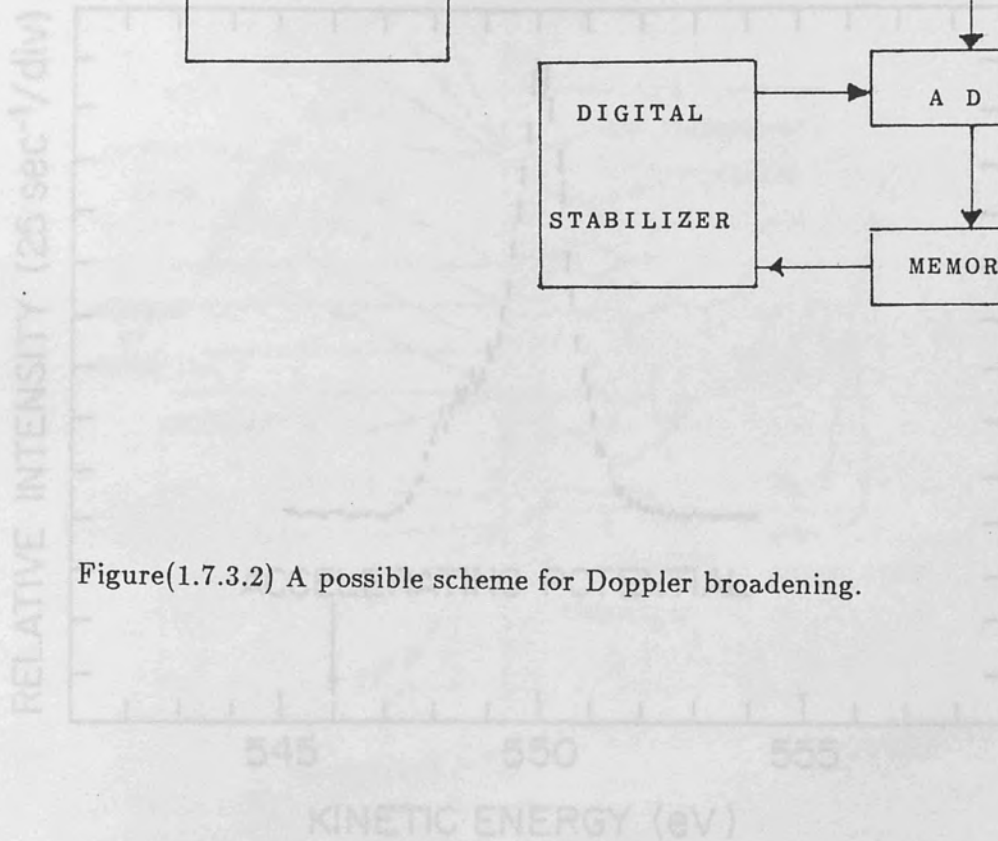 DIGITAL
STABILIZER
A D
MEMOR
Figure(1.7.3.2) A possible scheme for Doppler broadening.
RELATIVE INTENSITY (25 sec⁻¹/div)
545 550 555
KINETIC ENERGY (eV)